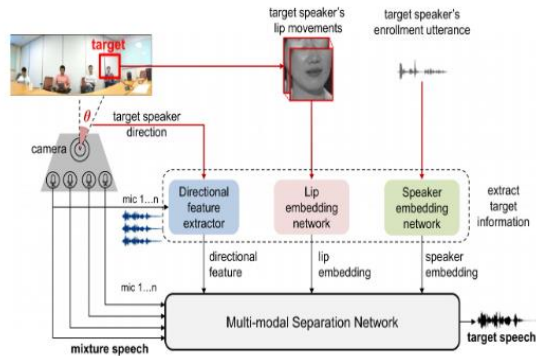 target
target speaker's
lip movements
target speaker's
enrollment utterance
θ
target speaker
direction
camera
mic 1...n
Directional
feature
extractor
Lip
embedding
network
Speaker
embedding
network
extract
target
information
directional
feature
lip
embedding
speaker
embedding
mic 1...n
Multi-modal Separation Network
mixture speech
target speech